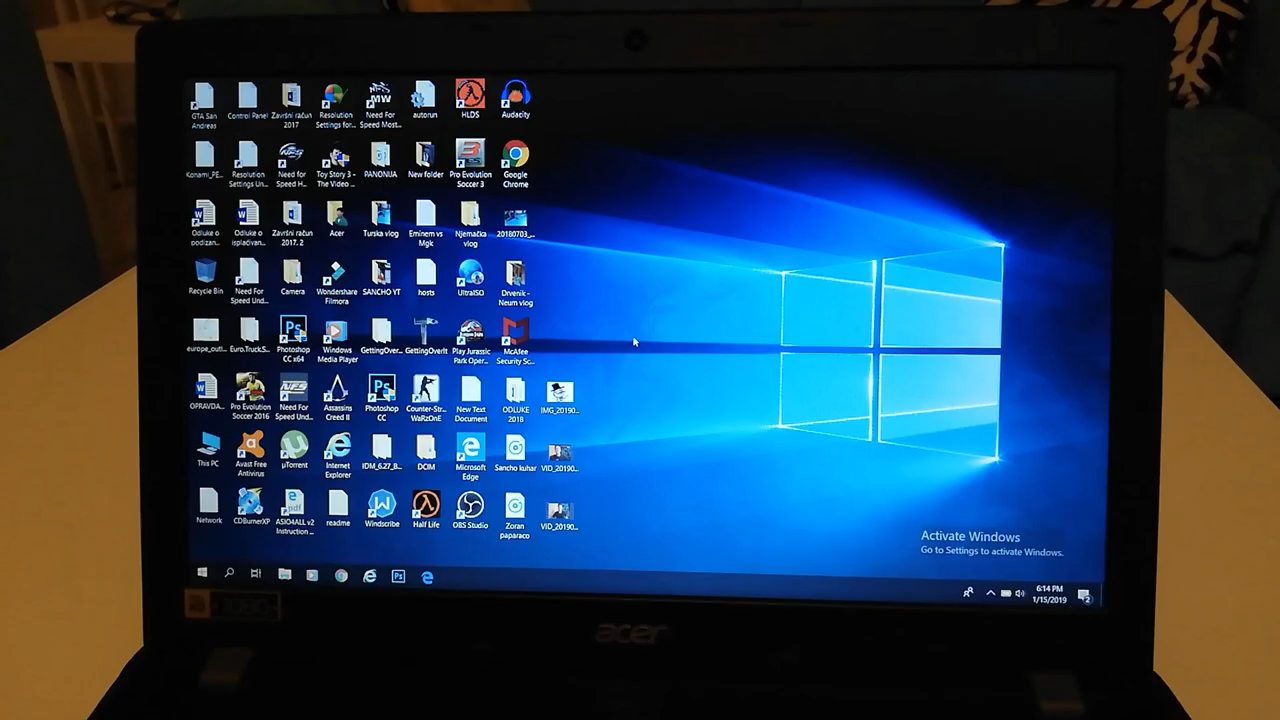 GTA San
Andreas
Control Panel
Završni račun
2017
Resolution
Settings for...
Need For
Speed Most...
autorun
HLDS
Audacity
Konami_PE...
Resolution
Settings Un...
Need for
Speed H...
Toy Story 3 -
The Video ...
PANONIJA
New folder
Pro Evolution
Soccer 3
Google
Chrome
Odluke o
podizan...
Odluke o
isplaćivan...
Završni račun
2017. 2
Acer
Turska vlog
Eminem vs
Mgk
Njemačka
vlog
20180703_...
Recycle Bin
Need For
Speed Und...
Camera
Wondershare
Filmora
SANCHO YT
hosts
UltraISO
Drvenik -
Neum vlog
europe_outl...
Euro.Truck.S...
Photoshop
CC x64
Windows
Media Player
GettingOver...
GettingOverIt
Play Jurassic
Park Oper...
McAfee
Security Sc...
OPRAVDA...
Pro Evolution
Soccer 2016
Need For
Speed Und...
Assassins
Creed II
Photoshop
CC
Counter-Str...
WaRzOnE
New Text
Document
ODLUKE
2018
IMG_20190...
This PC
Avast Free
Antivirus
µTorrent
Internet
Explorer
IDM_6.27_B...
DCIM
Microsoft
Edge
Sancho kuhar
VID_20190...
Network
CDBurnerXP
ASIO4ALL v2
Instruction ...
readme
Windscribe
Half Life
OBS Studio
Zoran
paparaco
VID_20190...
Activate Windows
Go to Settings to activate Windows.
6:14 PM
1/15/2019
2
acer